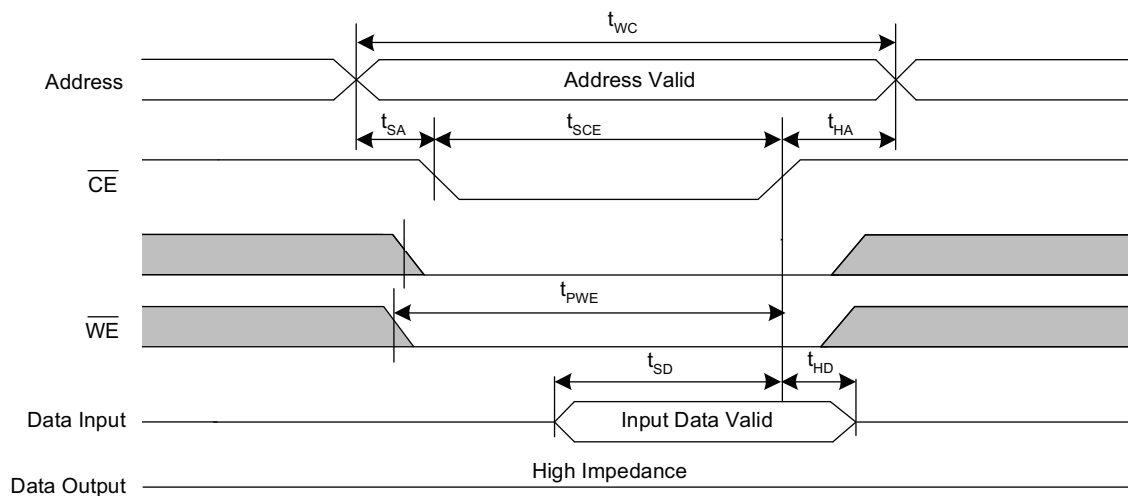 tWC
Address
Address Valid
tSA
tSCE
tHA
CE
tPWE
WE
tSD
tHD
Data Input
Input Data Valid
High Impedance
Data Output